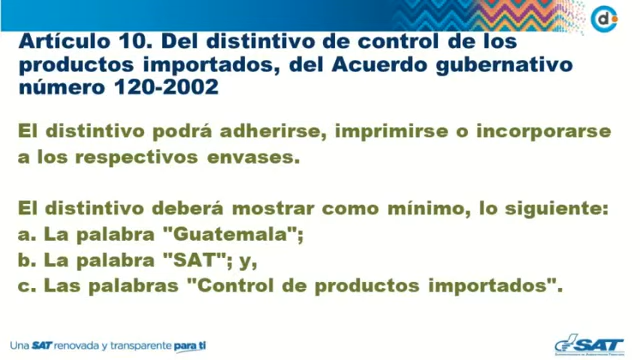 Artículo 10. Del distintivo de control de los
productos importados, del Acuerdo gubernativo
número 120-2002
El distintivo podrá adherirse, imprimirse o incorporarse
a los respectivos envases.
El distintivo deberá mostrar como mínimo, lo siguiente:
a. La palabra "Guatemala";
b. La palabra "SAT"; y,
c. Las palabras "Control de productos importados".
Una SAT renovada y transparente para ti
SAT